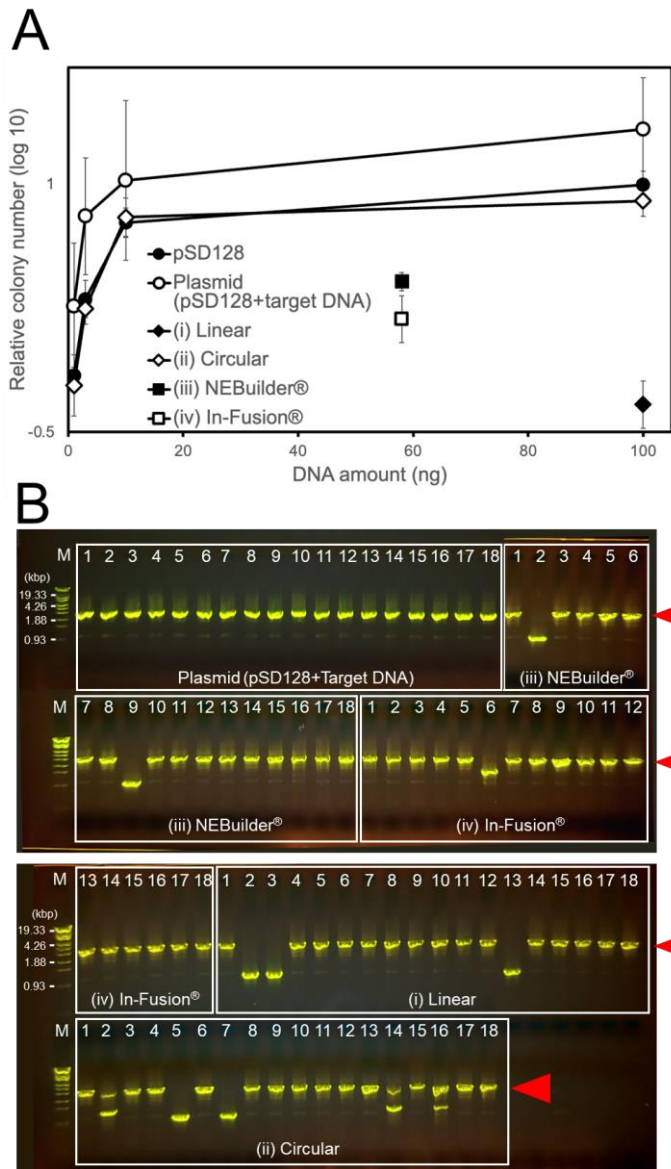 A
Relative colony number (log 10)
1
-0.5
pSD128
Plasmid
(pSD128+target DNA)
(i) Linear
(ii) Circular
(iii) NEBuilder®
(iv) In-Fusion®
0 20 40 60 80 100
DNA amount (ng)
B
M 1 2 3 4 5 6 7 8 9 10 11 12 13 14 15 16 17 18 1 2 3 4 5 6
(kbp)
19.33
4.26
1.88
0.93
Plasmid (pSD128+Target DNA) (iii) NEBuilder®
M 7 8 9 10 11 12 13 14 15 16 17 18 1 2 3 4 5 6 7 8 9 10 11 12
(iii) NEBuilder® (iv) In-Fusion®
M 13 14 15 16 17 18 1 2 3 4 5 6 7 8 9 10 11 12 13 14 15 16 17 18
(kbp)
19.33
4.26
1.88
0.93
(iv) In-Fusion® (i) Linear
M 1 2 3 4 5 6 7 8 9 10 11 12 13 14 15 16 17 18
(ii) Circular